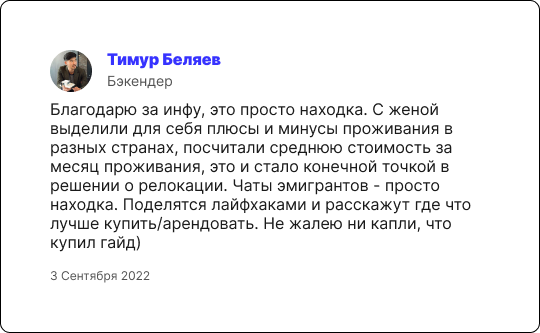 Тимур Беляев
Бэкендер
Благодарю за инфу, это просто находка. С женой
выделили для себя плюсы и минусы проживания в
разных странах, посчитали среднюю стоимость за
месяц проживания, это и стало конечной точкой в
решении о релокации. Чаты эмигрантов - просто
находка. Поделятся лайфхаками и расскажут где что
лучше купить/арендовать. Не жалею ни капли, что
купил гайд)
3 Сентября 2022